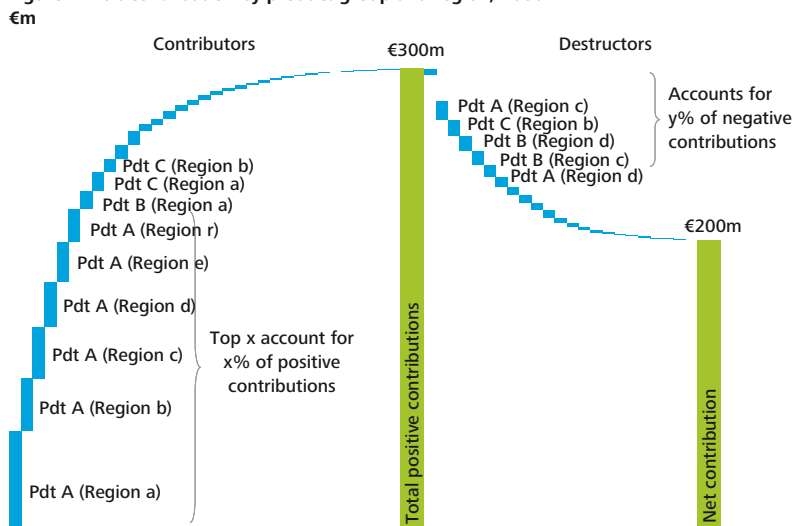 €m
Contributors
€300m
Destructors
Pdt A (Region c)
Pdt C (Region b)
Pdt B (Region d)
Pdt B (Region c)
Pdt A (Region d)
Accounts for
y% of negative
contributions
Pdt C (Region b)
Pdt C (Region a)
Pdt B (Region a)
Pdt A (Region r)
Pdt A (Region e)
Pdt A (Region d)
Pdt A (Region c)
Pdt A (Region b)
Pdt A (Region a)
Top x account for
x% of positive
contributions
Total positive contributions
€200m
Net contribution